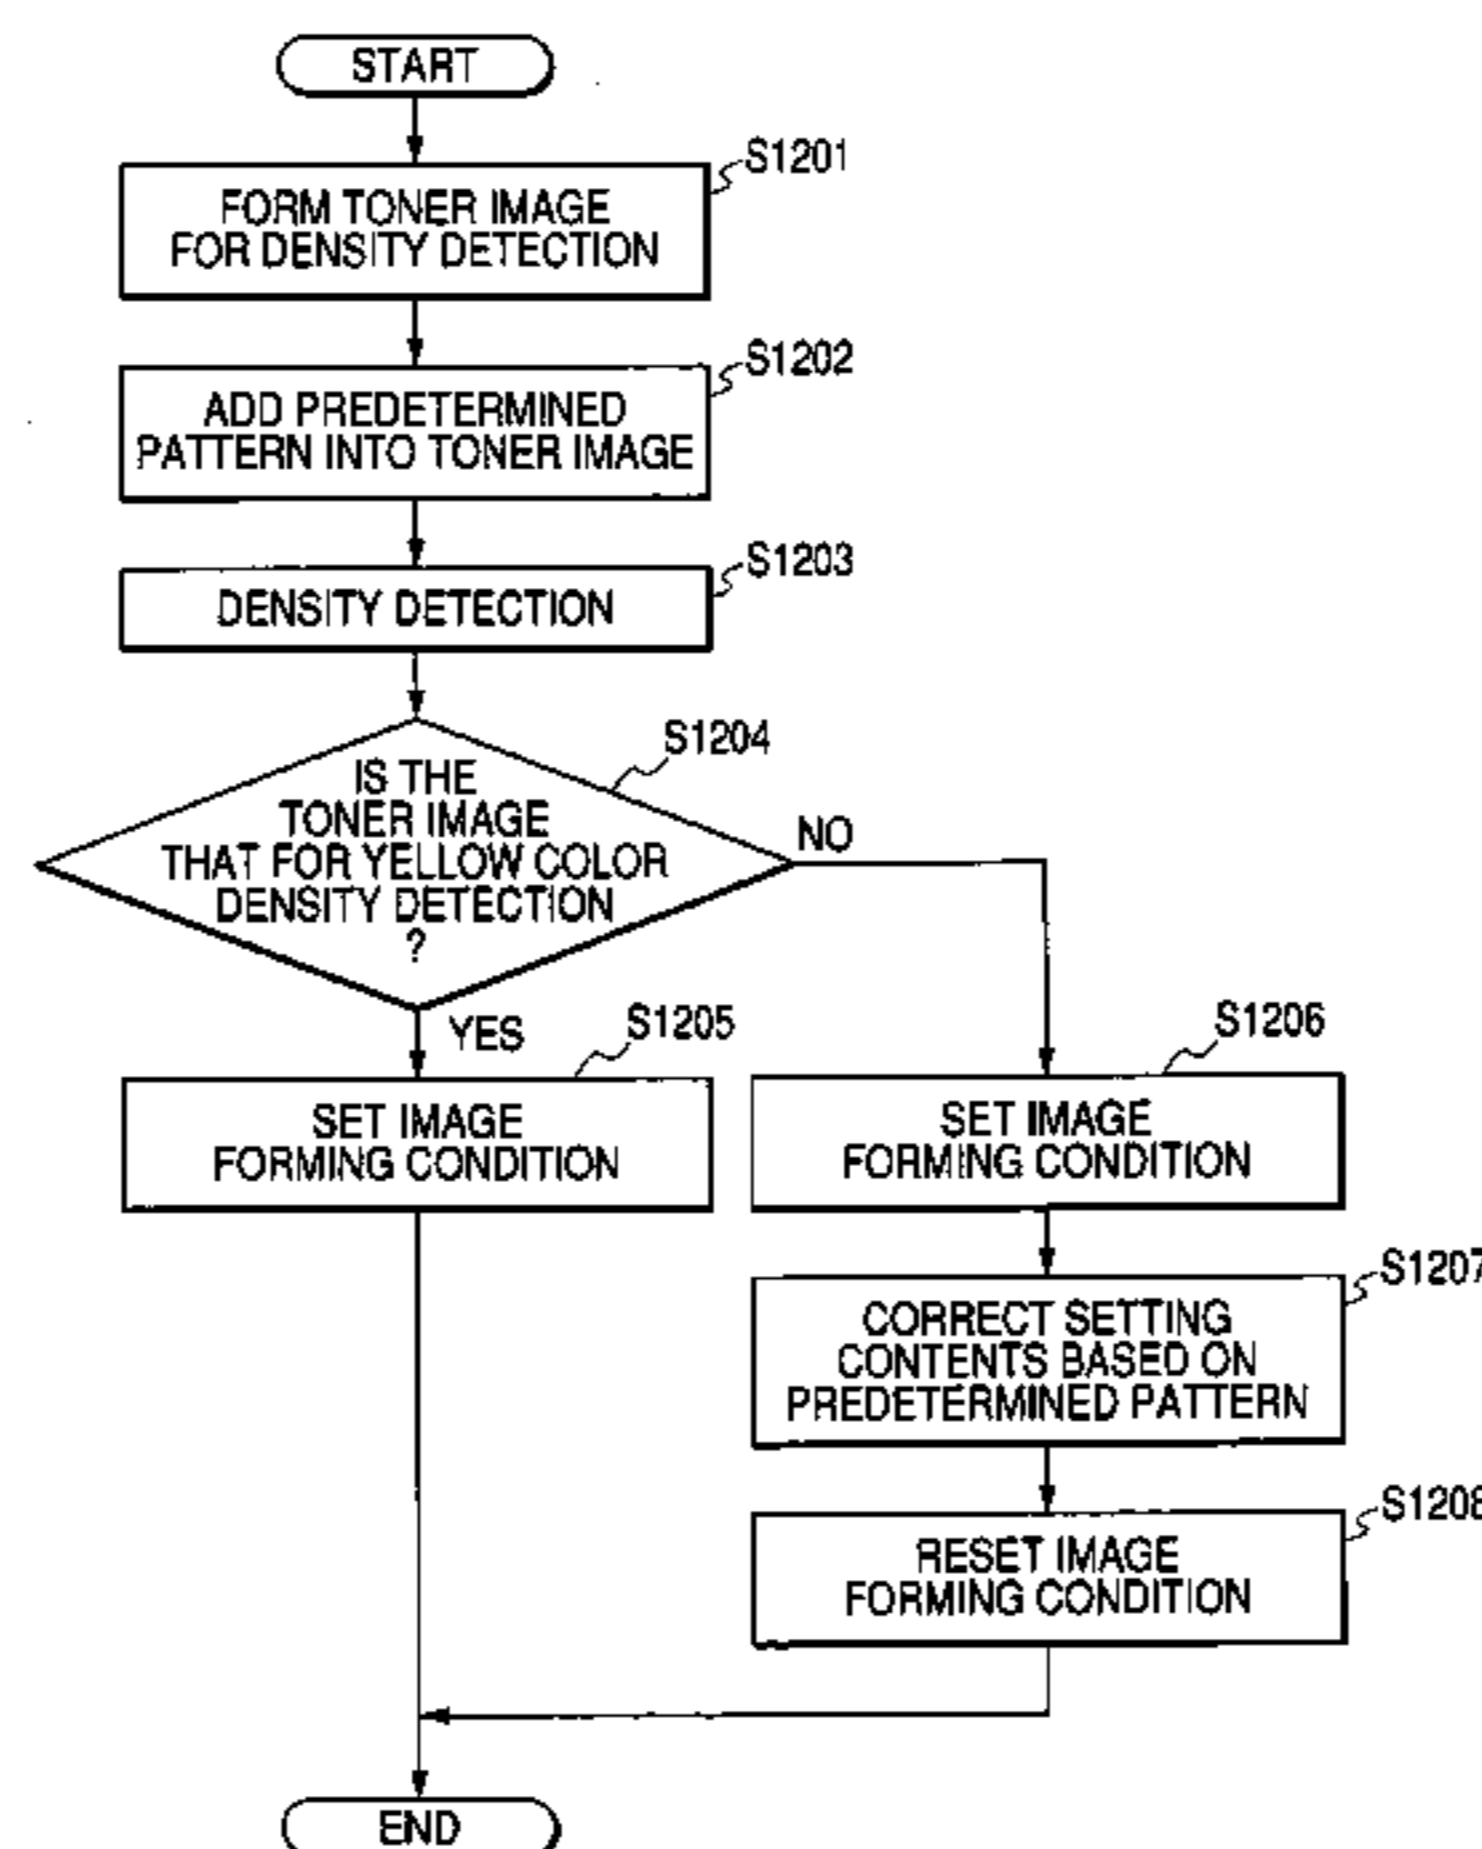 START
S1201
FORM TONER IMAGE
FOR DENSITY DETECTION
S1202
ADD PREDETERMINED
PATTERN INTO TONER IMAGE
S1203
DENSITY DETECTION
S1204
IS THE
TONER IMAGE
THAT FOR YELLOW COLOR
DENSITY DETECTION
?
NO
YES
S1205
SET IMAGE
FORMING CONDITION
S1206
SET IMAGE
FORMING CONDITION
S1207
CORRECT SETTING
CONTENTS BASED ON
PREDETERMINED PATTERN
S1208
RESET IMAGE
FORMING CONDITION
END